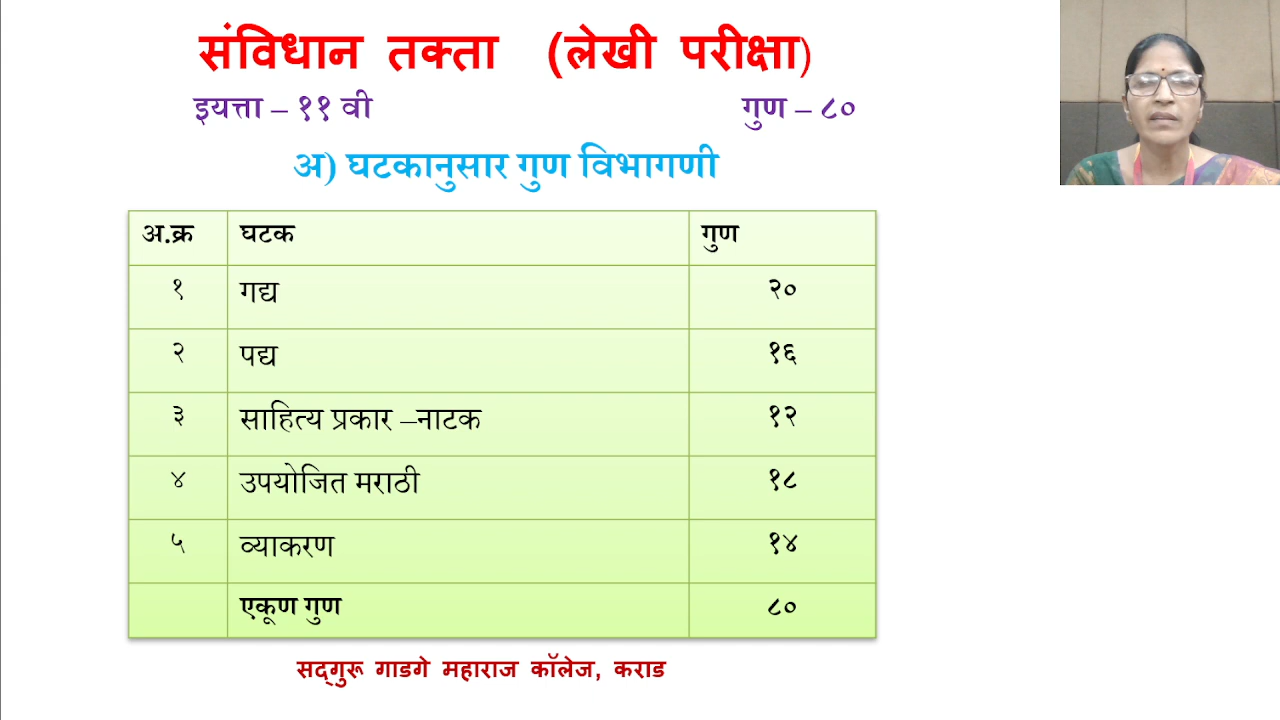 संविधान तक्ता (लेखी परीक्षा)
इयत्ता – ११ वी गुण – ८०
अ) घटकानुसार गुण विभागणी
अ.क्र घटक गुण
१ गद्य २०
२ पद्य १६
३ साहित्य प्रकार –नाटक १२
४ उपयोजित मराठी १८
५ व्याकरण १४
एकूण गुण ८०
सद्‌गुरू गाडगे महाराज कॉलेज, कराड